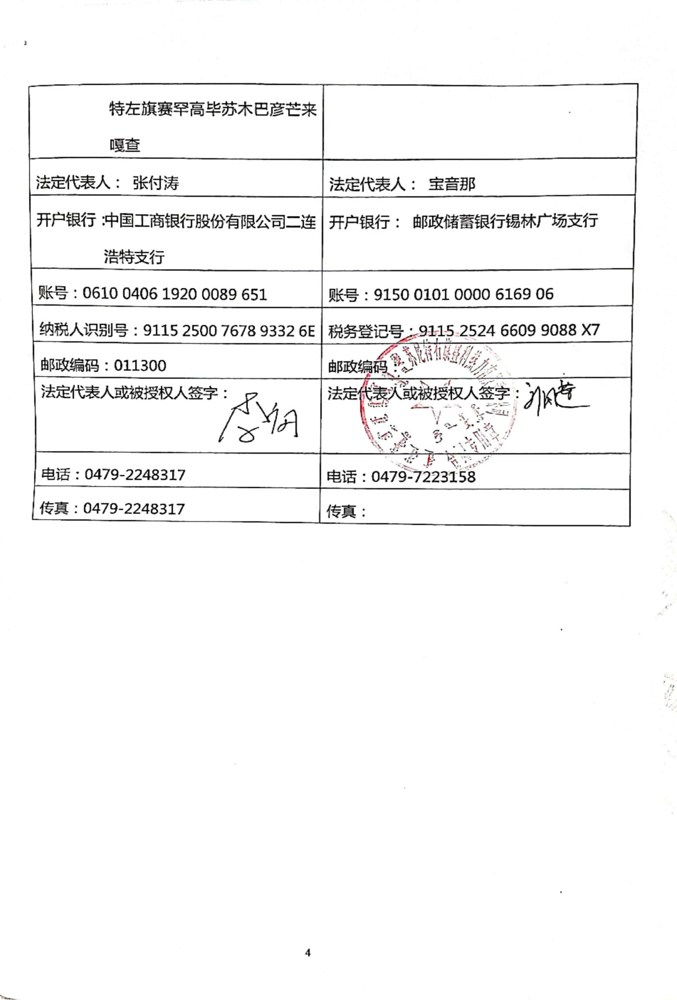 特左旗赛罕高毕苏木巴彦芒来
嘎查
法定代表人： 张付涛
法定代表人： 宝音那
开户银行：中国工商银行股份有限公司二连
浩特支行
开户银行： 邮政储蓄银行锡林广场支行
账号：0610 0406 1920 0089 651
账号：9150 0101 0000 6169 06
纳税人识别号：9115 2500 7678 9332 6E
税务登记号：9115 2524 6609 9088 X7
邮政编码：011300
邮政编码：
法定代表人或被授权人签字：
法定代表人或被授权人签字：
电话：0479-2248317
电话：0479-7223158
传真：0479-2248317
传真：
4